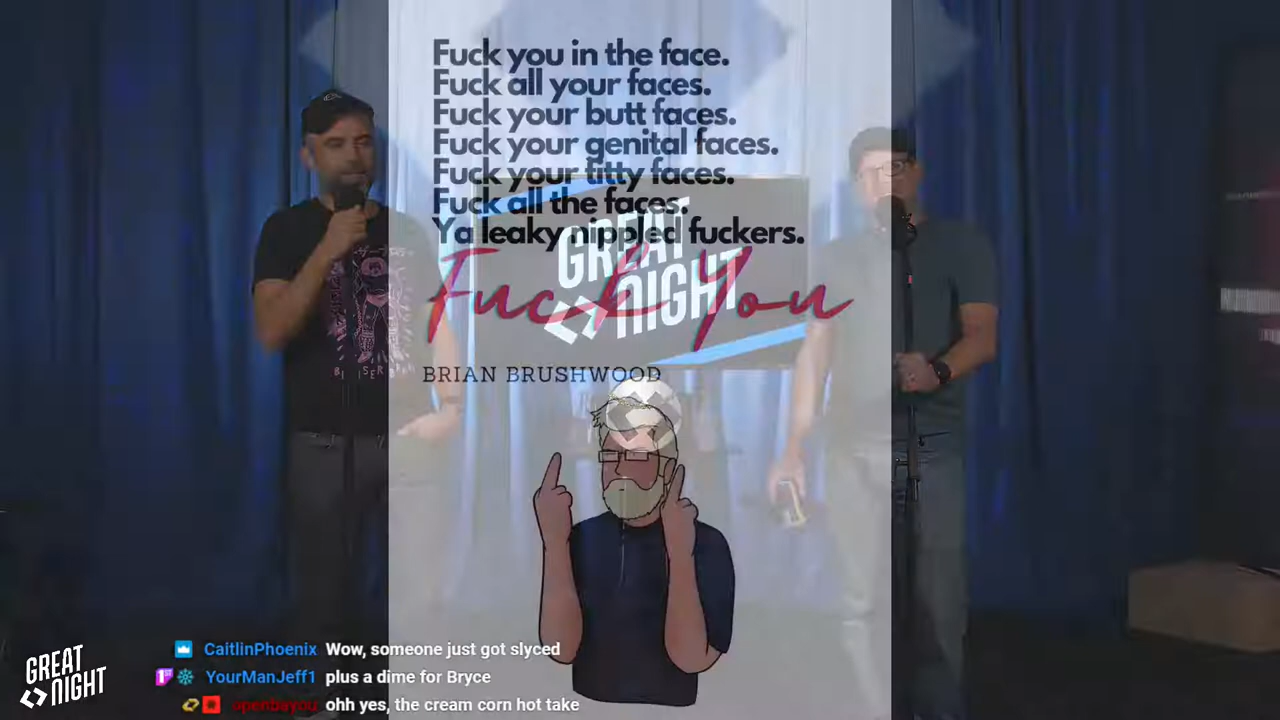 Fuck you in the face.
Fuck all your faces.
Fuck your butt faces.
Fuck your genital faces.
Fuck your titty faces.
Fuck all the faces.
Ya leaky nippled fuckers.
Fuck You
GREAT
NIGHT
BRIAN BRUSHWOOD
CaitlinPhoenix Wow, someone just got slyced
YourManJeff1 plus a dime for Bryce
openbayou ohh yes, the cream corn hot take
GREAT
NIGHT